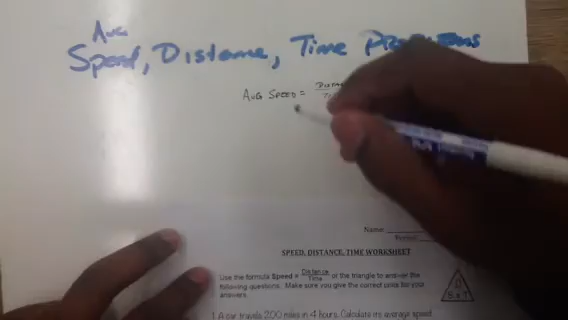 Avg
Speed, Distance, Time
Avg Speed =
Name:
Period:
SPEED, DISTANCE, TIME WORKSHEET
Use the formula Speed = Distance / Time or the triangle to answer the
following questions. Make sure you give the correct units for your
answers.
D
S x T
1. A car travels 200 miles in 4 hours. Calculate its average speed.